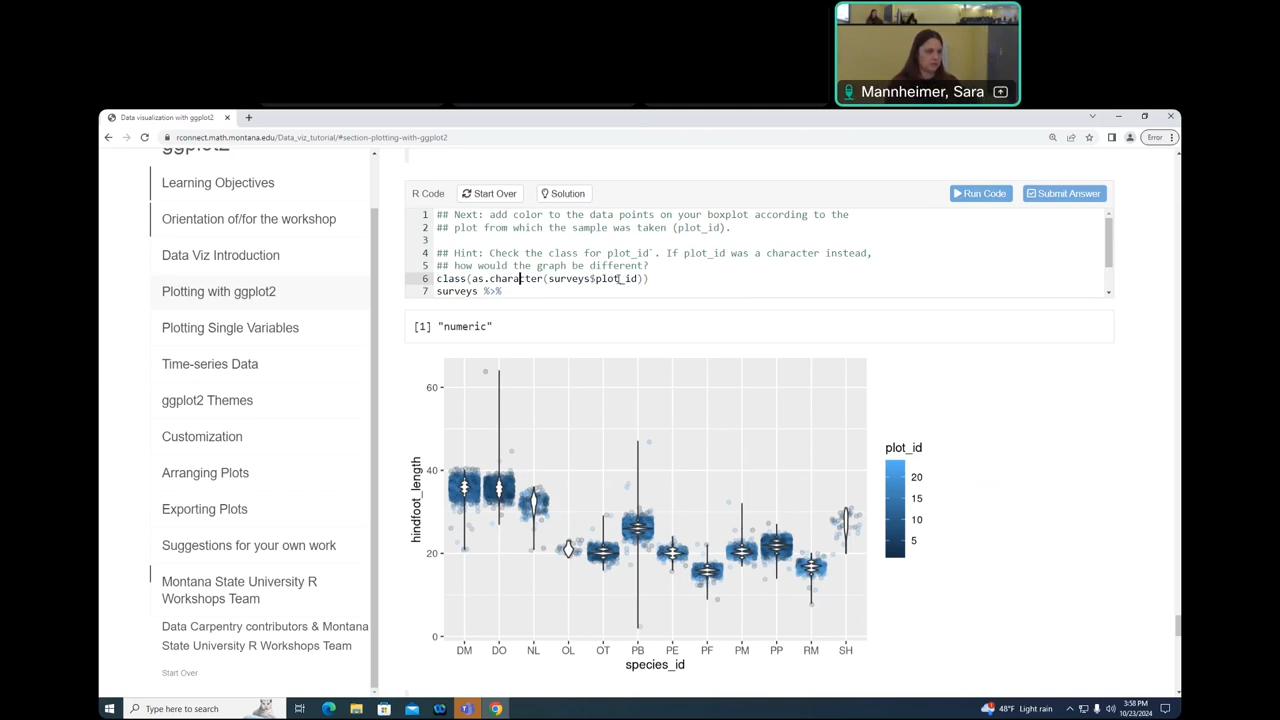 Mannheimer, Sara
Data visualization with ggplot2
rconnect.math.montana.edu/Data_viz_tutorial/#section-plotting-with-ggplot2
Error
ggplot2
Learning Objectives
Orientation of/for the workshop
Data Viz Introduction
Plotting with ggplot2
Plotting Single Variables
Time-series Data
ggplot2 Themes
Customization
Arranging Plots
Exporting Plots
Suggestions for your own work
Montana State University R
Workshops Team
Data Carpentry contributors & Montana
State University R Workshops Team
Start Over
R Code
Start Over
Solution
Run Code
Submit Answer
1 ## Next: add color to the data points on your boxplot according to the
2 ## plot from which the sample was taken (plot_id).
3
4 ## Hint: Check the class for plot_id`. If plot_id was a character instead,
5 ## how would the graph be different?
6 class(as.character(surveys$plot_id))
7 surveys %>%
[1] "numeric"
60
40
20
0
hindfoot_length
DM DO NL OL OT PB PE PF PM PP RM SH
species_id
plot_id
20
15
10
5
Type here to search
48°F Light rain
3:58 PM
10/23/2024